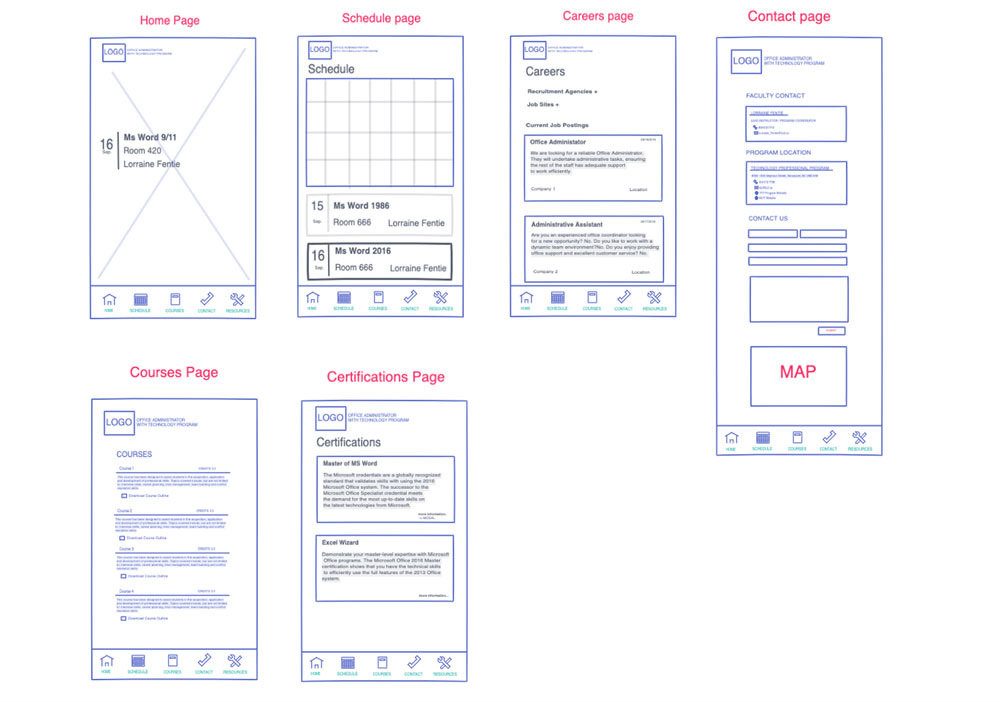 Home Page
LOGO
OFFICE ADMINISTRATOR
WITH TECHNOLOGY PROGRAM
16
Sep.
Ms Word 9/11
Room 420
Lorraine Fentie
HOME
SCHEDULE
COURSES
CONTACT
RESOURCES
Schedule page
LOGO
OFFICE ADMINISTRATOR
WITH TECHNOLOGY PROGRAM
Schedule
15
Sep.
Ms Word 1986
Room 666 Lorraine Fentie
16
Sep.
Ms Word 2016
Room 666 Lorraine Fentie
HOME
SCHEDULE
COURSES
CONTACT
RESOURCES
Careers page
LOGO
OFFICE ADMINISTRATOR
WITH TECHNOLOGY PROGRAM
Careers
Recruitment Agencies +
Job Sites +
Current Job Postings
Office Administator
We are looking for a reliable Office Administrator.
They will undertake administrative tasks, ensuring
the rest of the staff has adequate support
to work efficiently.
Company 1 Location
Administrative Assistant
Are you an experienced office coordinator looking
for a new opportunity? No. Do you like to work with a
dynamic team environment?No. Do you enjoy providing
office support and excellent customer service? No.
Company 2 Location
HOME
SCHEDULE
COURSES
CONTACT
RESOURCES
Contact page
LOGO
OFFICE ADMINISTRATOR
WITH TECHNOLOGY PROGRAM
FACULTY CONTACT
LORRAINE FENTIE
PROGRAM LOCATION
TECHNOLOGY PROFESSIONAL PROGRAM
CONTACT US
SUBMIT
MAP
HOME
SCHEDULE
COURSES
CONTACT
RESOURCES
Courses Page
LOGO
OFFICE ADMINISTRATOR
WITH TECHNOLOGY PROGRAM
COURSES
Course 1
Download Course Outline
Course 2
Download Course Outline
Course 3
Download Course Outline
Course 4
Download Course Outline
HOME
SCHEDULE
COURSES
CONTACT
RESOURCES
Certifications Page
LOGO
OFFICE ADMINISTRATOR
WITH TECHNOLOGY PROGRAM
Certifications
Master of MS Word
The Microsoft credentials are a globally recognized
standard that validates skills with using the 2016
Microsoft Office system. The successor to the
Microsoft Office Specialist credential meets
the demand for the most up-to-date skills on
the latest technologies from Microsoft.
more information..
Excel Wizard
Demonstrate your master-level expertise with Microsoft
Office programs. The Microsoft Office 2016 Master
certification shows that you have the technical skills
to efficiently use the full features of the 2013 Office
system.
more information..
HOME
SCHEDULE
COURSES
CONTACT
RESOURCES